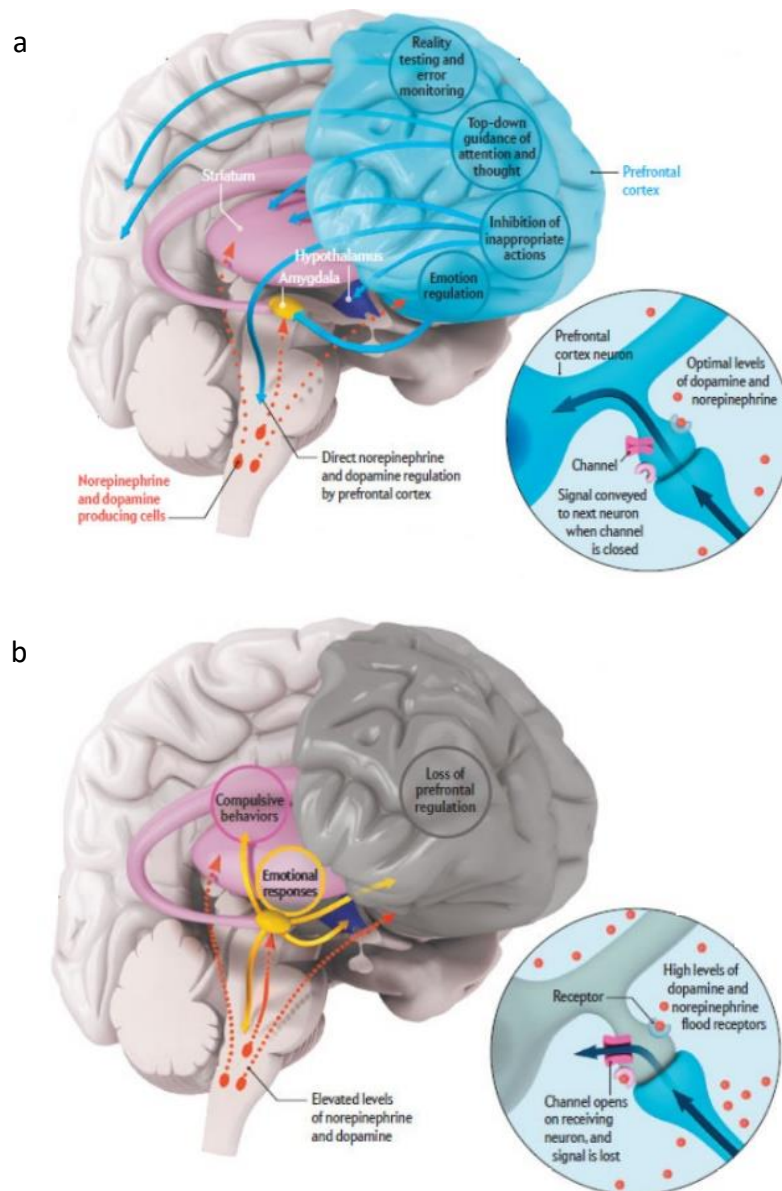 a
Reality
testing and
error
monitoring
Top-down
guidance of
attention and
thought
Prefrontal
cortex
Striatum
Inhibition of
inappropriate
actions
Hypothalamus
Amygdala
Emotion
regulation
Prefrontal
cortex neuron
Optimal levels
of dopamine and
norepinephrine
Channel
Signal conveyed
to next neuron
when channel
is closed
Direct norepinephrine
and dopamine regulation
by prefrontal cortex
Norepinephrine
and dopamine
producing cells
b
Loss of
prefrontal
regulation
Compulsive
behaviors
Emotional
responses
Receptor
High levels of
dopamine and
norepinephrine
flood receptors
Channel opens
on receiving
neuron, and
signal is lost
Elevated levels
of norepinephrine
and dopamine